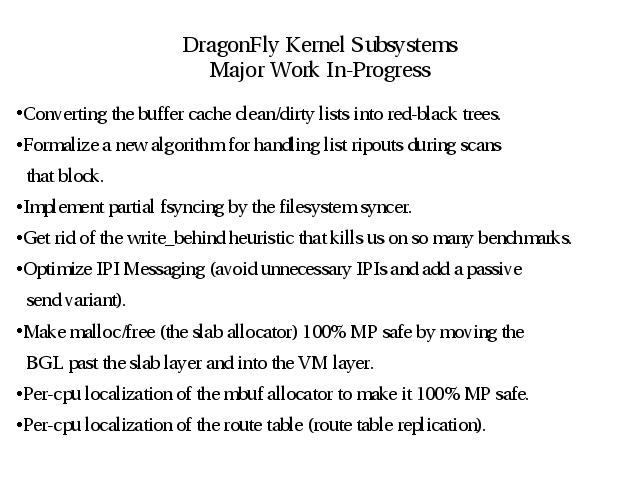 DragonFly Kernel Subsystems
Major Work In-Progress
•Converting the buffer cache clean/dirty lists into red-black trees.
•Formalize a new algorithm for handling list ripouts during scans
that block.
•Implement partial fsyncing by the filesystem syncer.
•Get rid of the write_behind heuristic that kills us on so many benchmarks.
•Optimize IPI Messaging (avoid unnecessary IPIs and add a passive
send variant).
•Make malloc/free (the slab allocator) 100% MP safe by moving the
BGL past the slab layer and into the VM layer.
•Per-cpu localization of the mbuf allocator to make it 100% MP safe.
•Per-cpu localization of the route table (route table replication).